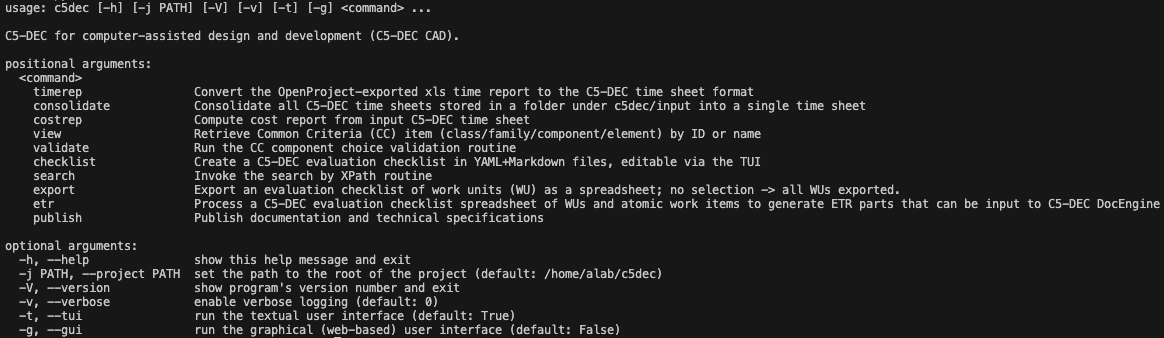 usage: c5dec [-h] [-j PATH] [-V] [-v] [-t] [-g] <command> ...
C5-DEC for computer-assisted design and development (C5-DEC CAD).
positional arguments:
<command>
timerep Convert the OpenProject-exported xls time report to the C5-DEC time sheet format
consolidate Consolidate all C5-DEC time sheets stored in a folder under c5dec/input into a single time sheet
costrep Compute cost report from input C5-DEC time sheet
view Retrieve Common Criteria (CC) item (class/family/component/element) by ID or name
validate Run the CC component choice validation routine
checklist Create a C5-DEC evaluation checklist in YAML+Markdown files, editable via the TUI
search Invoke the search by XPath routine
export Export an evaluation checklist of work units (WU) as a spreadsheet; no selection -> all WUs exported.
etr Process a C5-DEC evaluation checklist spreadsheet of WUs and atomic work items to generate ETR parts that can be input to C5-DEC DocEngine
publish Publish documentation and technical specifications
optional arguments:
-h, --help show this help message and exit
-j PATH, --project PATH set the path to the root of the project (default: /home/alab/c5dec)
-V, --version show program's version number and exit
-v, --verbose enable verbose logging (default: 0)
-t, --tui run the textual user interface (default: True)
-g, --gui run the graphical (web-based) user interface (default: False)